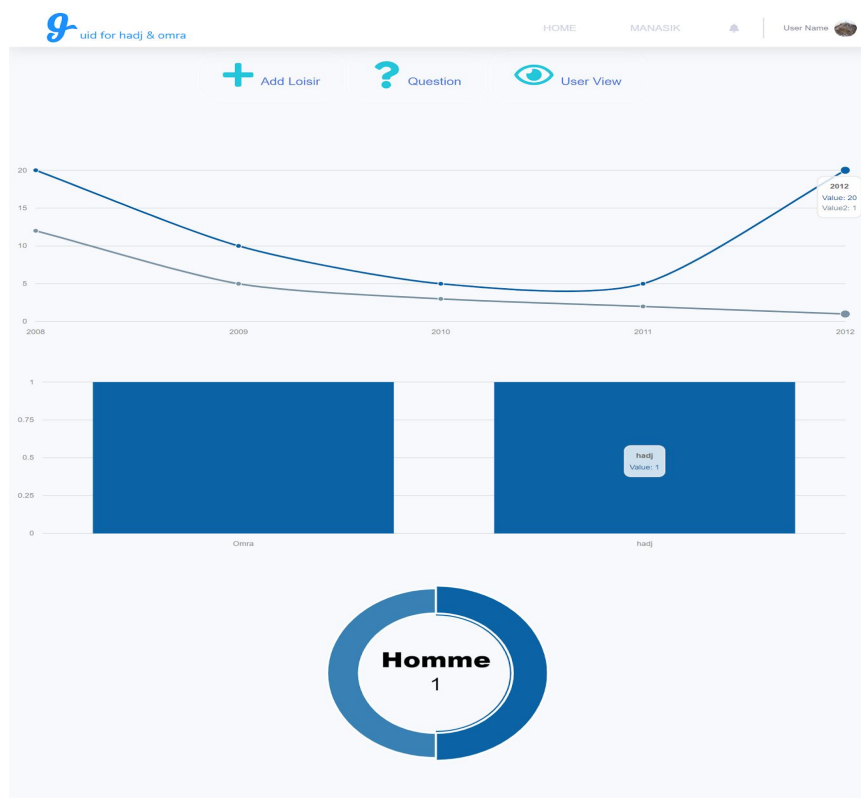 guid for hadj & omra
HOME
MANASIK
User Name
Add Loisir
? Question
User View
20
15
10
5
0
2008
2009
2010
2011
2012
2012
Value: 20
Value2: 1
1
0.75
0.5
0.25
0
Omra
hadj
hadj
Value: 1
Homme
1